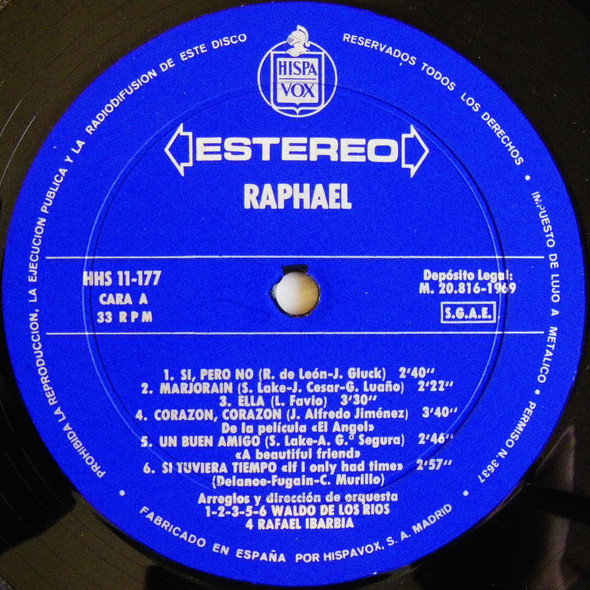 PROHIBIDA LA REPRODUCCION, LA EJECUCION PUBLICA Y LA RADIODIFUSION DE ESTE DISCO
RESERVADOS TODOS LOS DERECHOS • IMPUESTO DE LUJO A METALICO • PERMISO N. 3637
HISPA
VOX
ESTEREO
RAPHAEL
HHS 11-177
CARA A
33 RPM
Depósito Legal:
M. 20.816-1969
S.G.A.E.
1. SI, PERO NO (R. de León-J. Gluck) 2'40"
2. MARJORAIN (S. Lake-J. Cesar-G. Luaño) 2'22"
3. ELLA (L. Favio) 3'30"
4. CORAZON, CORAZON (J. Alfredo Jiménez) 3'40"
De la película «El Angel»
5. UN BUEN AMIGO (S. Lake-A. G.ª Segura) 2'46"
«A beautiful friend»
6. SI TUVIERA TIEMPO «If I only had time» 2'57"
(Delanoe-Fugain-C. Murillo)
Arreglos y dirección de orquesta
1-2-3-5-6 WALDO DE LOS RIOS
4 RAFAEL IBARBIA
• FABRICADO EN ESPAÑA POR HISPAVOX, S. A. MADRID •